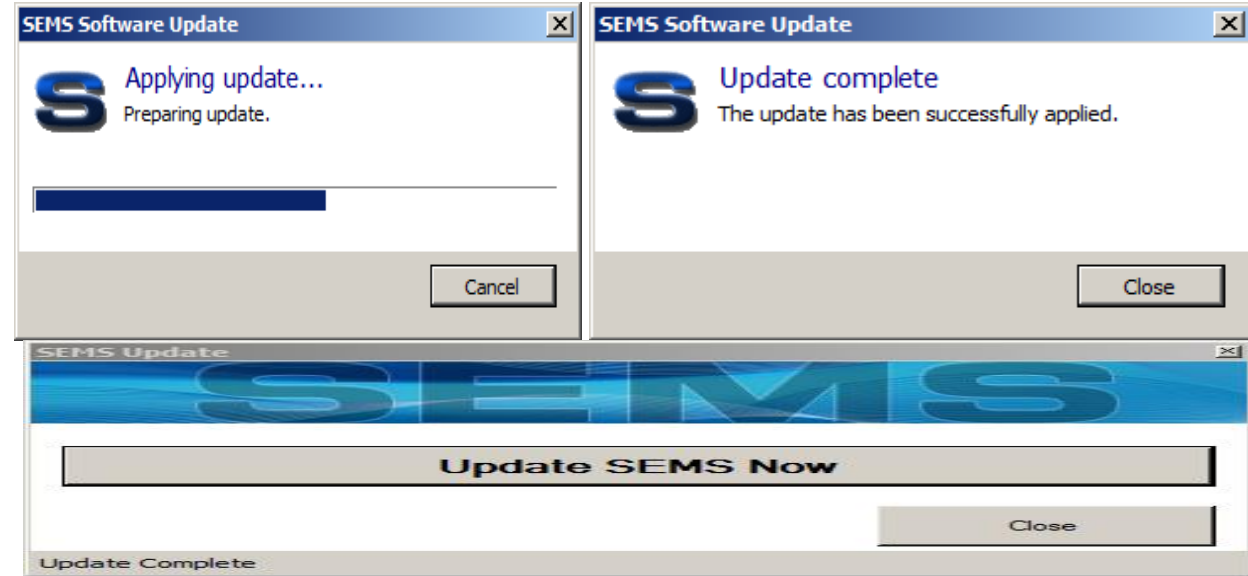 SEMS Software Update
Applying update...
Preparing update.
Cancel
SEMS Software Update
Update complete
The update has been successfully applied.
Close
SEMS Update
SEMS
Update SEMS Now
Close
Update Complete